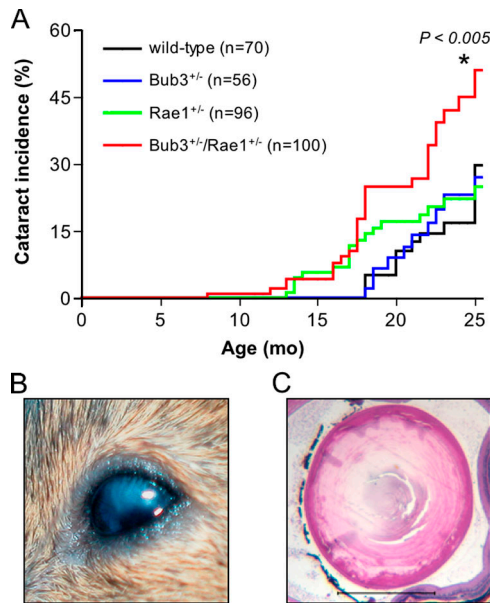 A
60
45
30
15
0
Cataract incidence (%)
wild-type (n=70)
Bub3+/- (n=56)
Rae1+/- (n=96)
Bub3+/-/Rae1+/- (n=100)
P < 0.005
*
0 5 10 15 20 25
Age (mo)
B
C